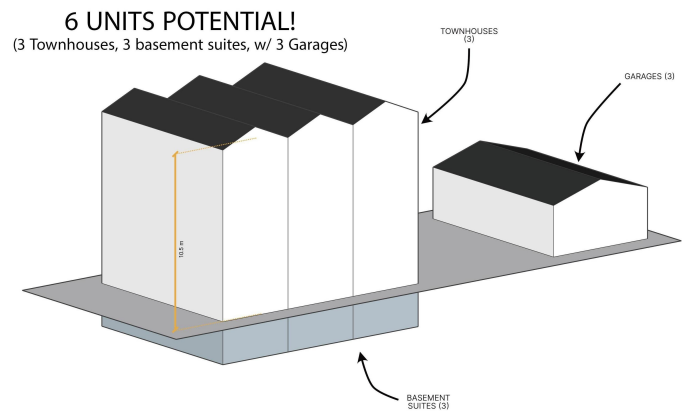 6 UNITS POTENTIAL!
(3 Townhouses, 3 basement suites, w/ 3 Garages)
TOWNHOUSES
(3)
GARAGES (3)
10.5 m
BASEMENT
SUITES (3)